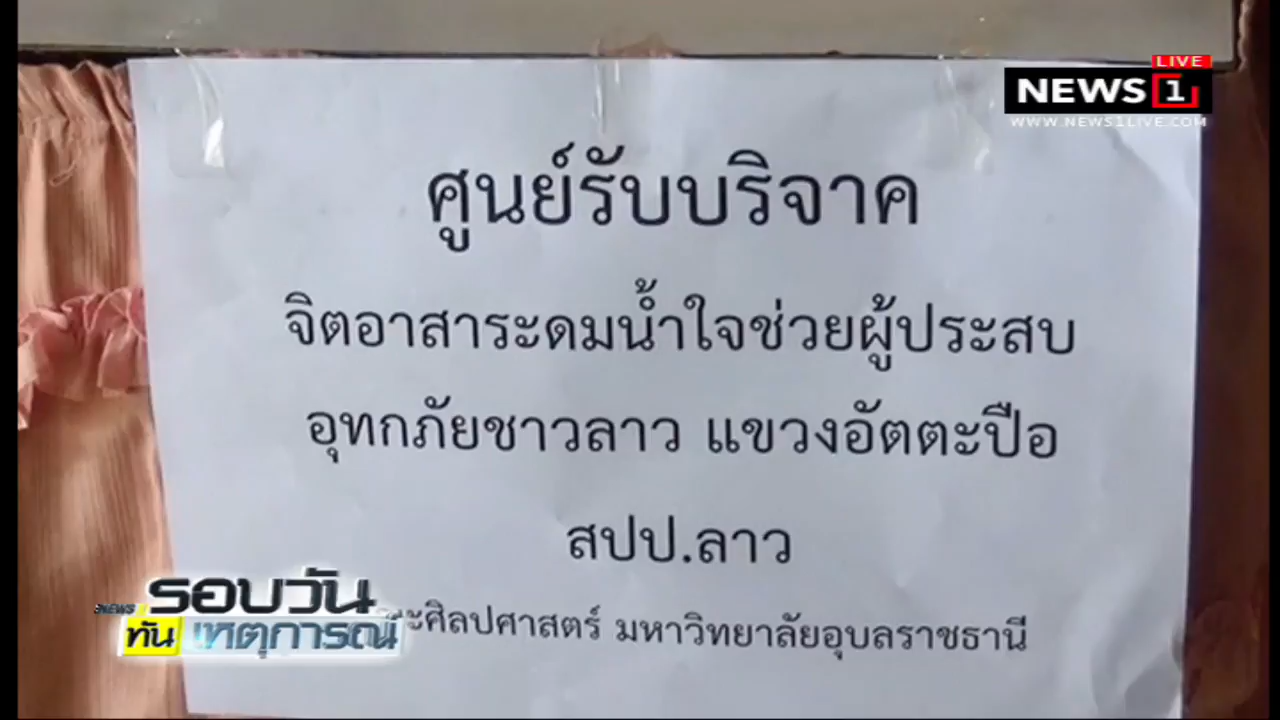 LIVE
NEWS 1
WWW.NEWS1LIVE.COM
ศูนย์รับบริจาค
จิตอาสาระดมน้ำใจช่วยผู้ประสบ
อุทกภัยชาวลาว แขวงอัตตะปือ
สปป.ลาว
ะศิลปศาสตร์ มหาวิทยาลัยอุบลราชธานี
NEWS 1
รอบวัน
ทัน เหตุการณ์